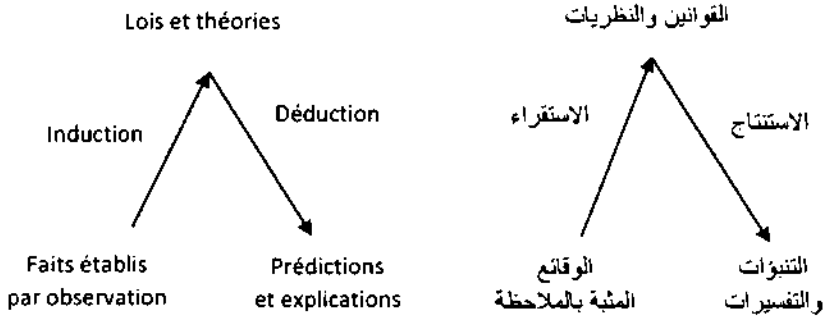 Lois et théories
Induction
Déduction
Faits établis
par observation
Prédictions
et explications
القوانين والنظريات
الاستقراء
الاستنتاج
الوقائع
المثبة بالملاحظة
التنبؤات
والتفسيرات